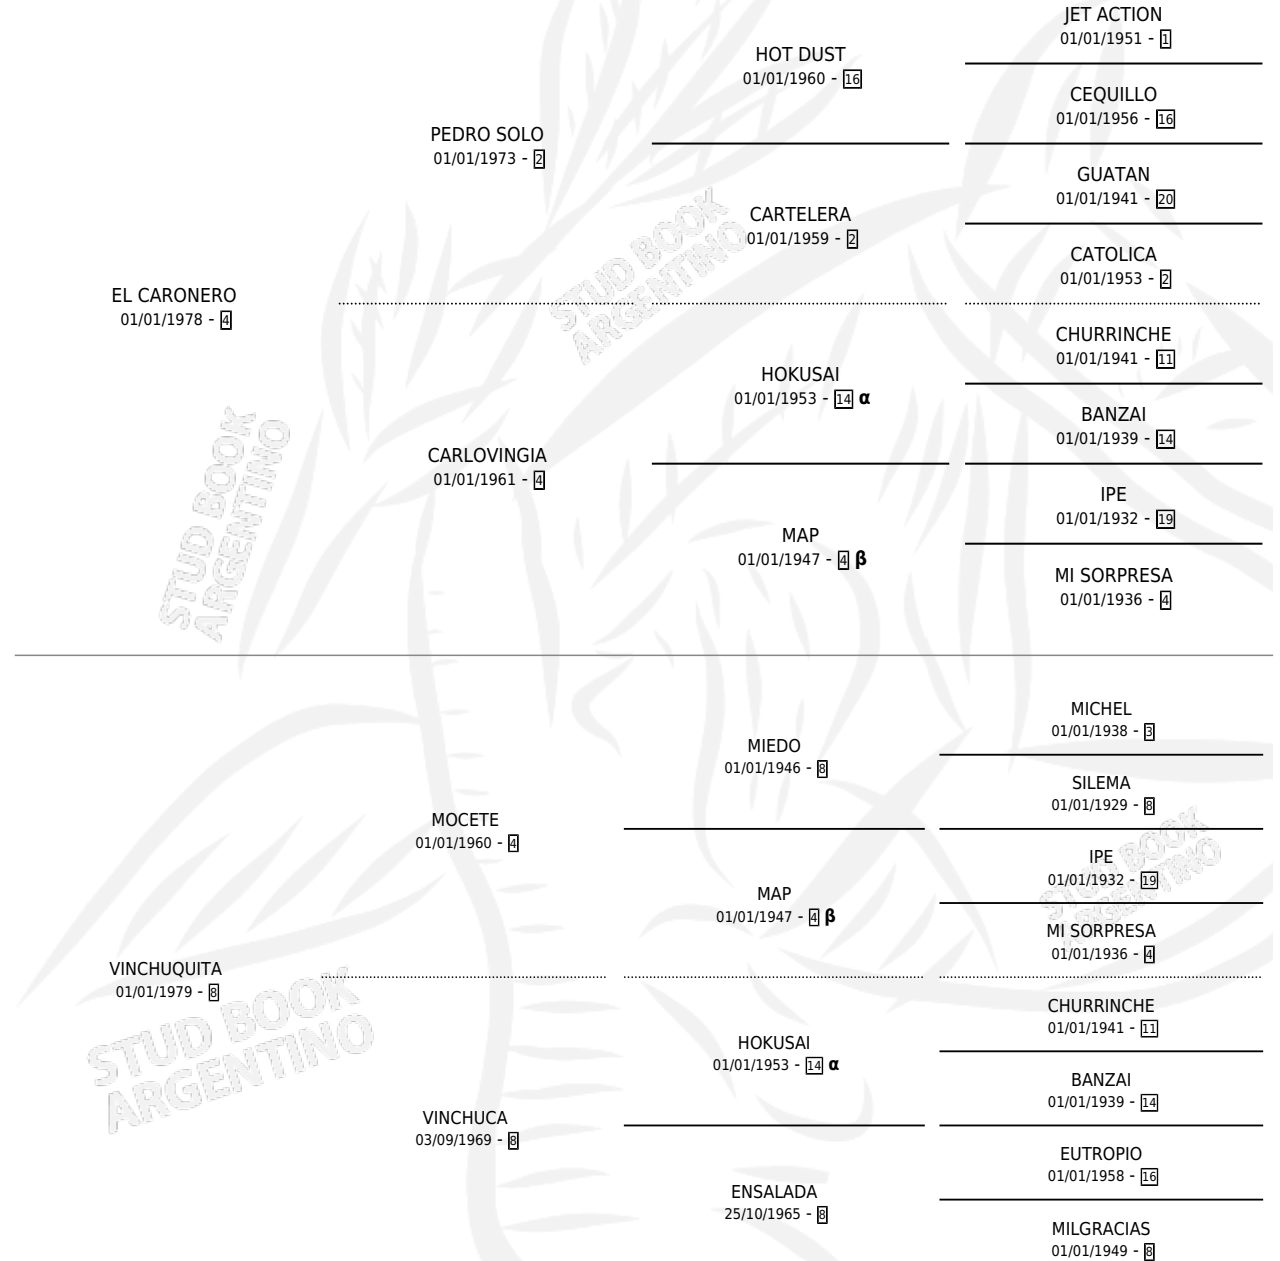 JET ACTION
01/01/1951 - 1
HOT DUST
01/01/1960 - 16
CEQUILLO
01/01/1956 - 16
PEDRO SOLO
01/01/1973 - 2
GUATAN
01/01/1941 - 20
CARTELERA
01/01/1959 - 2
CATOLICA
01/01/1953 - 2
EL CARONERO
01/01/1978 - 4
CHURRINCHE
01/01/1941 - 11
HOKUSAI
01/01/1953 - 14 α
BANZAI
01/01/1939 - 14
CARLOVINGIA
01/01/1961 - 4
IPE
01/01/1932 - 19
MAP
01/01/1947 - 4 β
MI SORPRESA
01/01/1936 - 4
MICHEL
01/01/1938 - 3
MIEDO
01/01/1946 - 8
SILEMA
01/01/1929 - 8
MOCETE
01/01/1960 - 4
IPE
01/01/1932 - 19
MAP
01/01/1947 - 4 β
MI SORPRESA
01/01/1936 - 4
VINCHUQUITA
01/01/1979 - 8
CHURRINCHE
01/01/1941 - 11
HOKUSAI
01/01/1953 - 14 α
BANZAI
01/01/1939 - 14
VINCHUCA
03/09/1969 - 8
EUTROPIO
01/01/1958 - 16
ENSALADA
25/10/1965 - 8
MILGRACIAS
01/01/1949 - 8
STUD BOOK
ARGENTINO
STUD BOOK
ARGENTINO
STUD BOOK
ARGENTINO
STUD BOOK
ARGENTINO